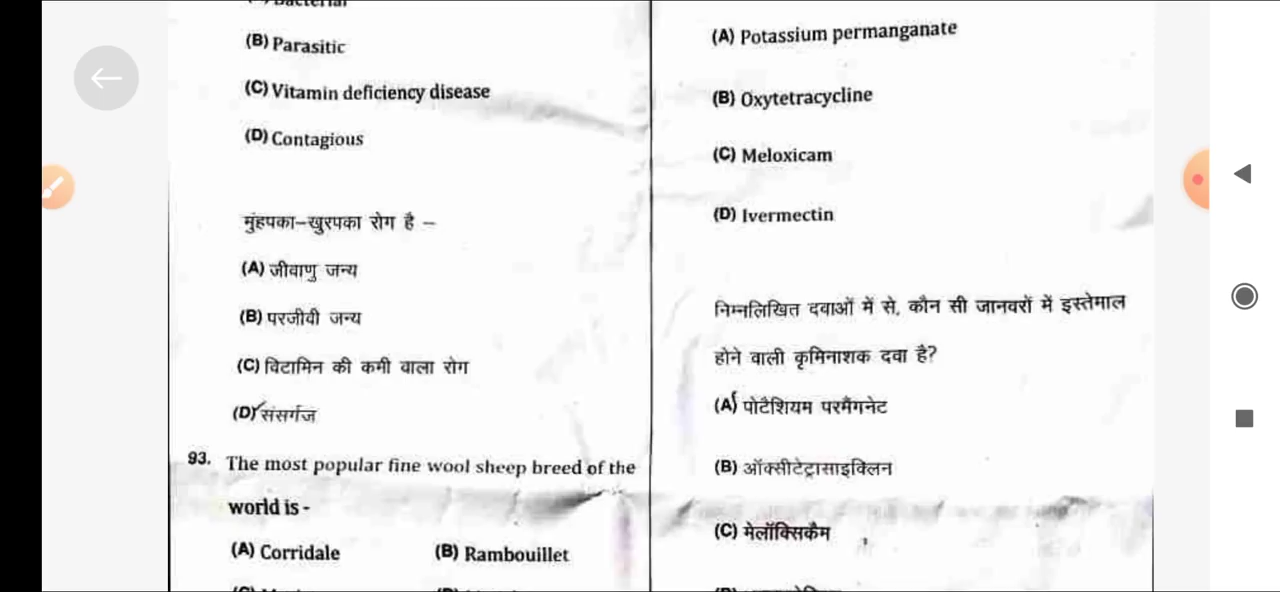 (B) Parasitic
(C) Vitamin deficiency disease
(D) Contagious
मुंहपका-खुरपका रोग है –
(A) जीवाणु जन्य
(B) परजीवी जन्य
(C) विटामिन की कमी वाला रोग
(D) संसर्गज
93. The most popular fine wool sheep breed of the
world is -
(A) Corridale (B) Rambouillet
(A) Potassium permanganate
(B) Oxytetracycline
(C) Meloxicam
(D) Ivermectin
निम्नलिखित दवाओं में से, कौन सी जानवरों में इस्तेमाल
होने वाली कृमिनाशक दवा है?
(A) पोटैशियम परमैंगनेट
(B) ऑक्सीटेट्रासाइक्लिन
(C) मेलॉक्सिकैम